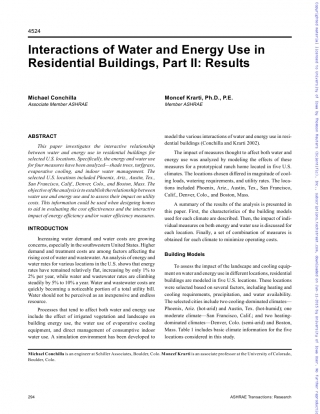 4524
Interactions of Water and Energy Use in
Residential Buildings, Part II: Results
Michael Conchilla
Associate Member ASHRAE
Moncef Krarti, Ph.D., P.E.
Member ASHRAE
ABSTRACT
This paper investigates the interactive relationship
between water and energy use in residential buildings for
selected U.S. locations. Specifically, the energy and water use
for four measures have been analyzed—shade trees, turfgrass,
evaporative cooling, and indoor water management. The
selected U.S. locations included Phoenix, Ariz., Austin, Tex.,
San Francisco, Calif., Denver, Colo., and Boston, Mass. The
objective of the analysis is to establish the relationship between
water use and energy use and to assess their impact on utility
costs. This information could be used when designing homes
to aid in evaluating the cost effectiveness and the interactive
impact of energy efficiency and/or water efficiency measures.
INTRODUCTION
Increasing water demand and water costs are growing
concerns, especially in the southwestern United States. Higher
demand and treatment costs are among factors affecting the
rising cost of water and wastewater. An analysis of energy and
water rates for various locations in the U.S. shows that energy
rates have remained relatively flat, increasing by only 1% to
2% per year, while water and wastewater rates are climbing
steadily by 5% to 10% a year. Water and wastewater costs are
quickly becoming a noticeable portion of a total utility bill.
Water should not be perceived as an inexpensive and endless
resource.
Processes that tend to affect both water and energy use
include the effect of irrigated vegetation and landscape on
building energy use, the water use of evaporative cooling
equipment, and direct management of consumptive indoor
water use. A simulation environment has been developed to
model the various interactions of water and energy use in resi-
dential buildings (Conchilla and Krarti 2002).
The impact of measures thought to affect both water and
energy use was analyzed by modeling the effects of these
measures for a prototypical ranch home located in five U.S.
climates. The locations chosen differed in magnitude of cool-
ing loads, watering requirements, and utility rates. The loca-
tions included Phoenix, Ariz., Austin, Tex., San Francisco,
Calif., Denver, Colo., and Boston, Mass.
A summary of the results of the analysis is presented in
this paper. First, the characteristics of the building models
used for each climate are described. Then, the impact of indi-
vidual measures on both energy and water use is discussed for
each location. Finally, a set of combination of measures is
obtained for each climate to minimize operating costs.
Building Models
To assess the impact of the landscape and cooling equip-
ment on water and energy use in different locations, residential
buildings are modeled in five U.S. locations. These locations
were selected based on several factors, including heating and
cooling requirements, precipitation, and water availability.
The selected cities include two cooling dominated climates—
Phoenix, Ariz. (hot-arid) and Austin, Tex. (hot-humid); one
moderate climate—San Francisco, Calif.; and two heating-
dominated climates—Denver, Colo. (semi-arid) and Boston,
Mass. Table 1 includes basic climate information for the five
locations considered in this study.
Michael Conchilla is an engineer to Schiller Associates, Boulder, Colo. Moncef Krarti is an associate professor at the University of Colorado,
Boulder, Colo.
294
ASHRAE Transactions: Research